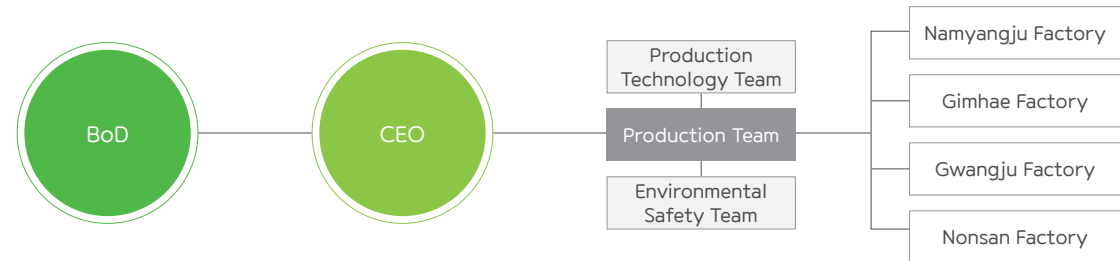 BoD
CEO
Production
Technology Team
Production Team
Environmental
Safety Team
Namyangju Factory
Gimhae Factory
Gwangju Factory
Nonsan Factory